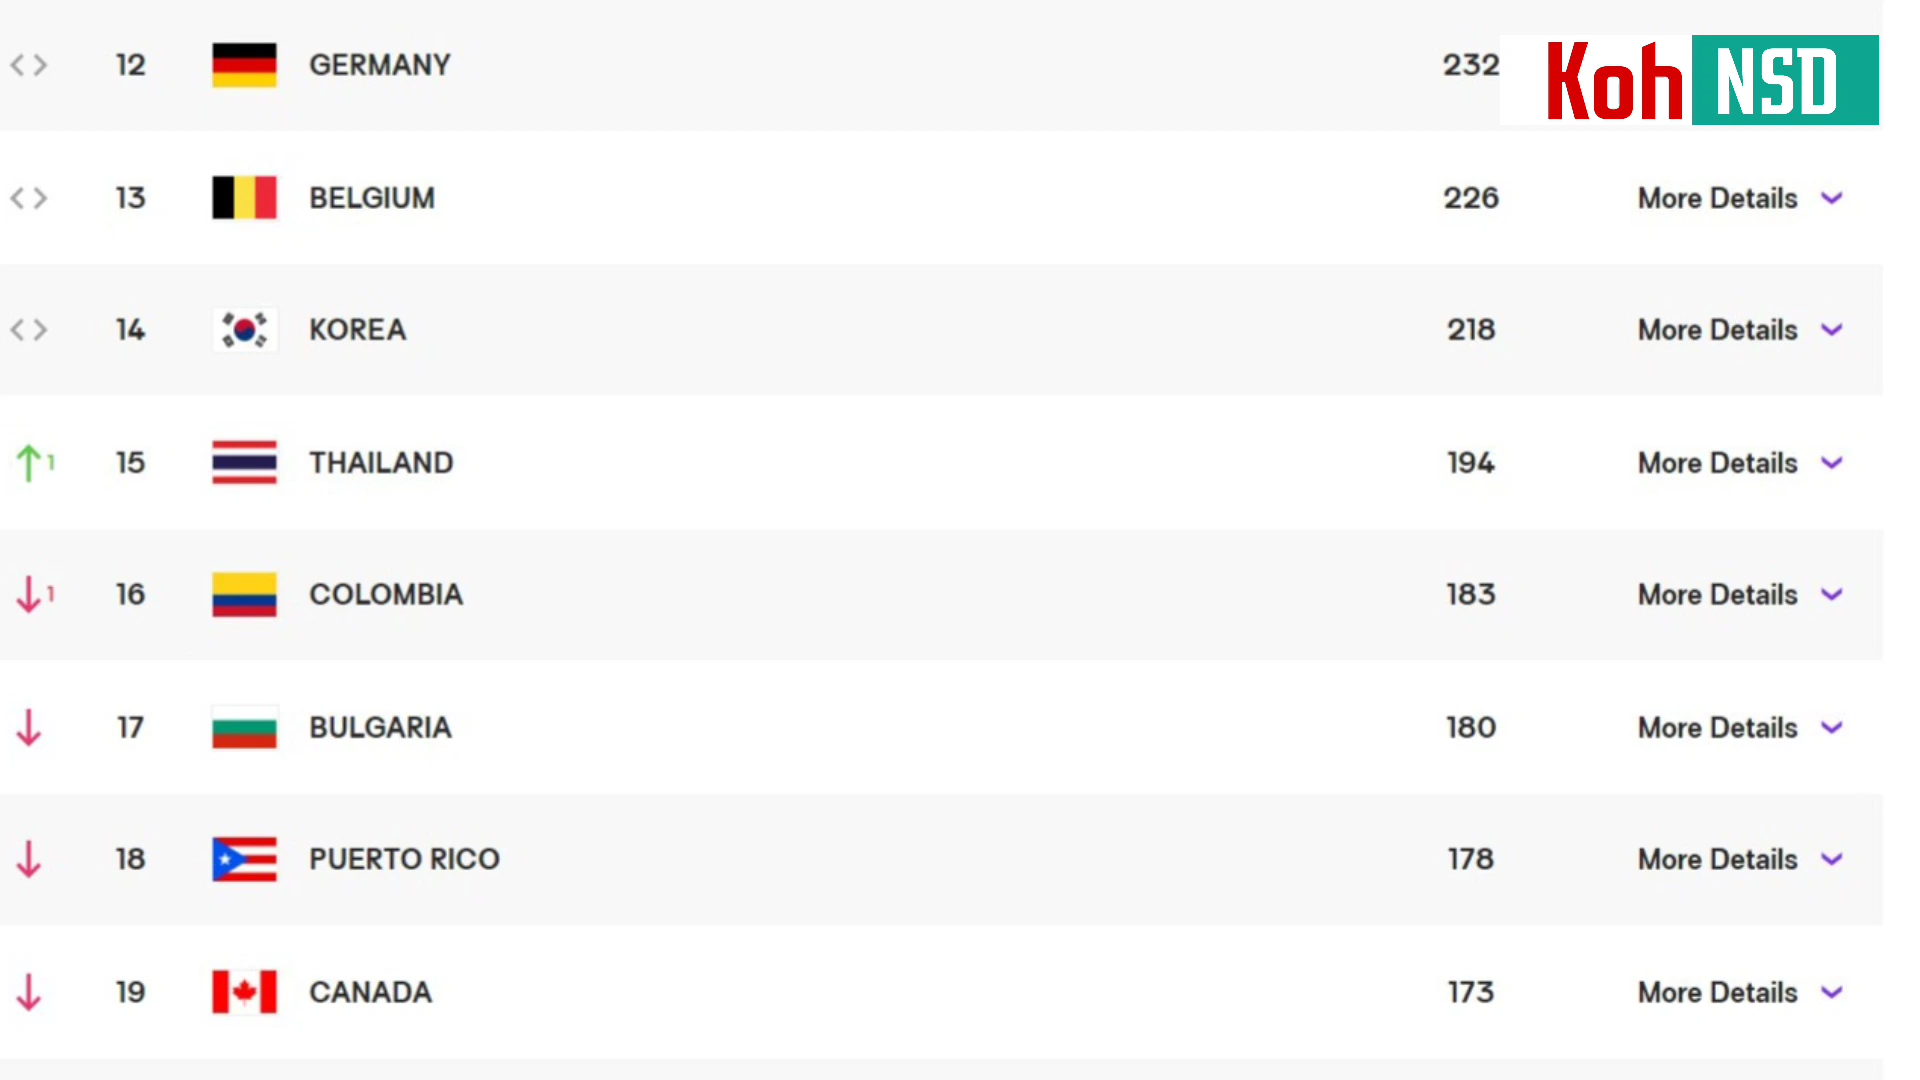 12 GERMANY 232
Koh NSD
13 BELGIUM 226 More Details
14 KOREA 218 More Details
1 15 THAILAND 194 More Details
1 16 COLOMBIA 183 More Details
17 BULGARIA 180 More Details
18 PUERTO RICO 178 More Details
19 CANADA 173 More Details